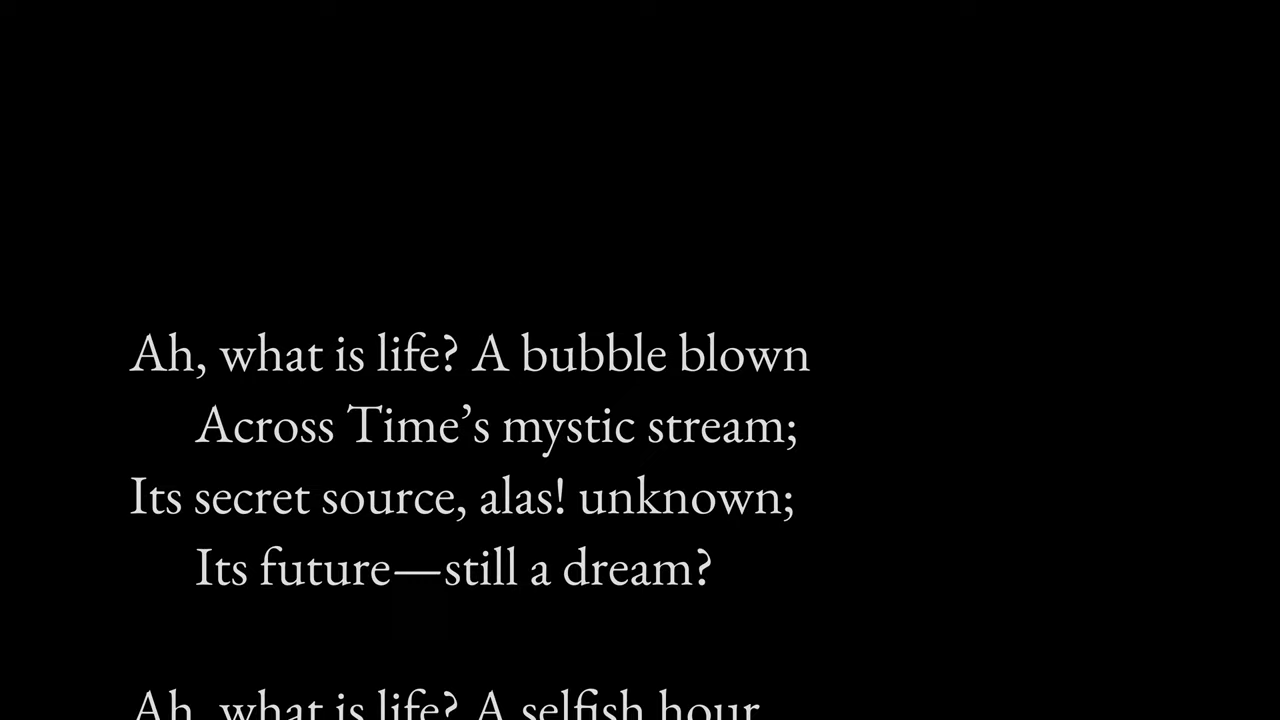 Ah, what is life? A bubble blown
Across Time’s mystic stream;
Its secret source, alas! unknown;
Its future—still a dream?
Ah, what is life? A selfish hour